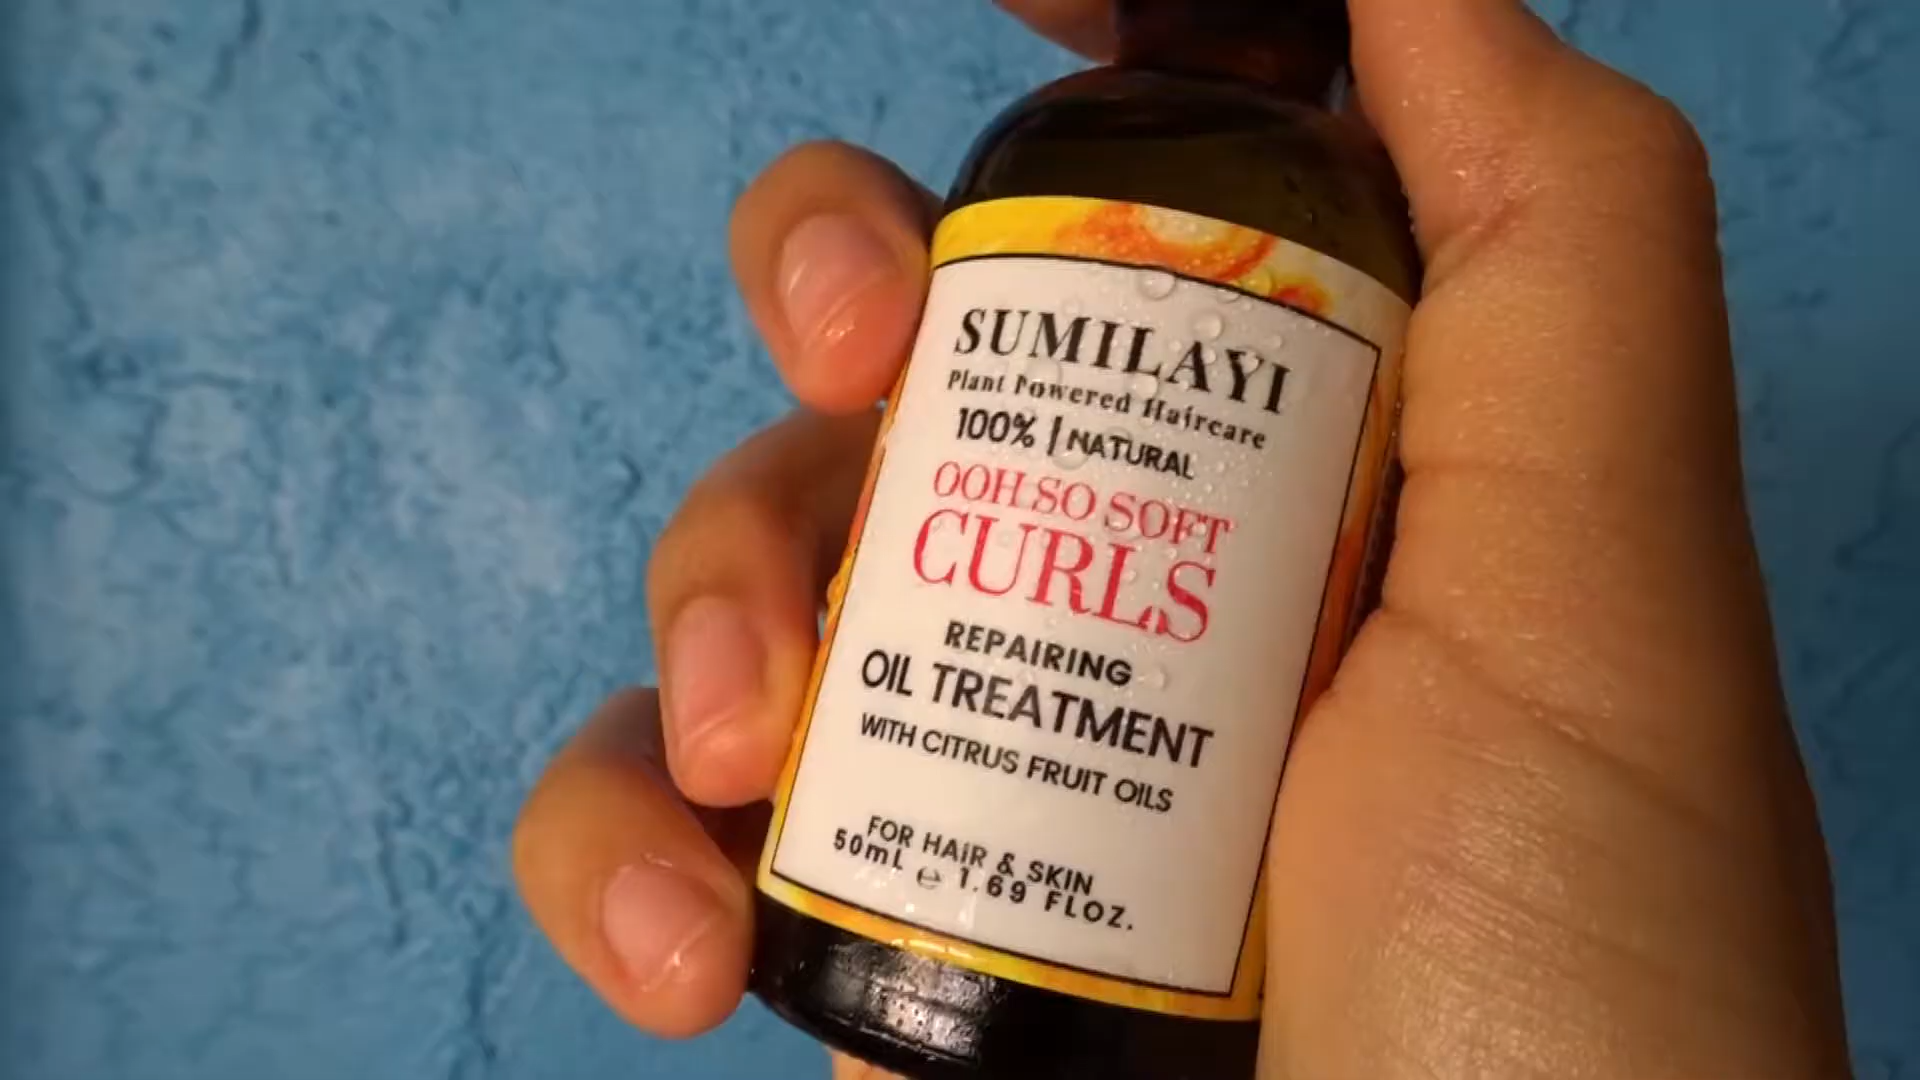 SUMILAYI
Plant Powered Haircare
100% | NATURAL
OOH SO SOFT
CURLS
REPAIRING
OIL TREATMENT
WITH CITRUS FRUIT OILS
FOR HAIR & SKIN
50mL ℮ 1.69 FLOZ.